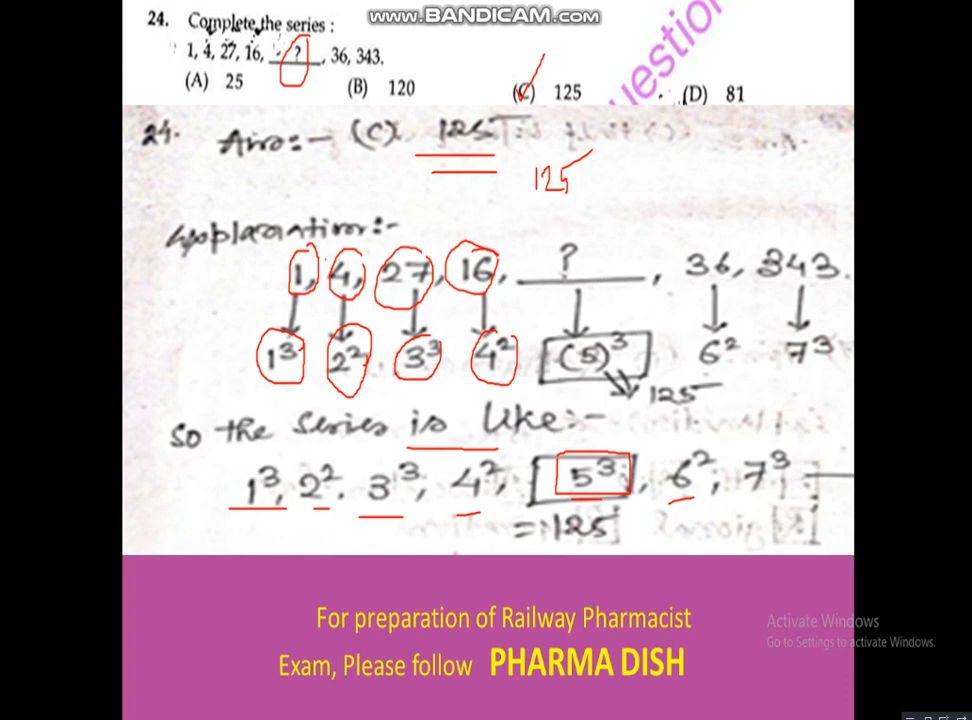 www.BANDICAM.com
24. Complete the series :
1, 4, 27, 16, ?, 36, 343.
(A) 25 (B) 120 (C) 125 (D) 81
uestion
24. Ans:- (C). 125
125
Explanation:-
1, 4, 27, 16, ?, 36, 343.
1³ 2² 3³ 4² (5)³ 6² 7³
125
So the series is like:-
1³, 2², 3³, 4², 5³, 6², 7³
= 125
For preparation of Railway Pharmacist
Exam, Please follow PHARMA DISH
Activate Windows
Go to Settings to activate Windows.